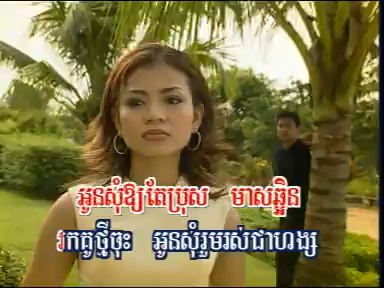 អូនសុំឱ្យតែប្រុស មាសឆ្អិន
រកគូថ្មីចុះ អូនសុំរួមរស់ជាហង្ស